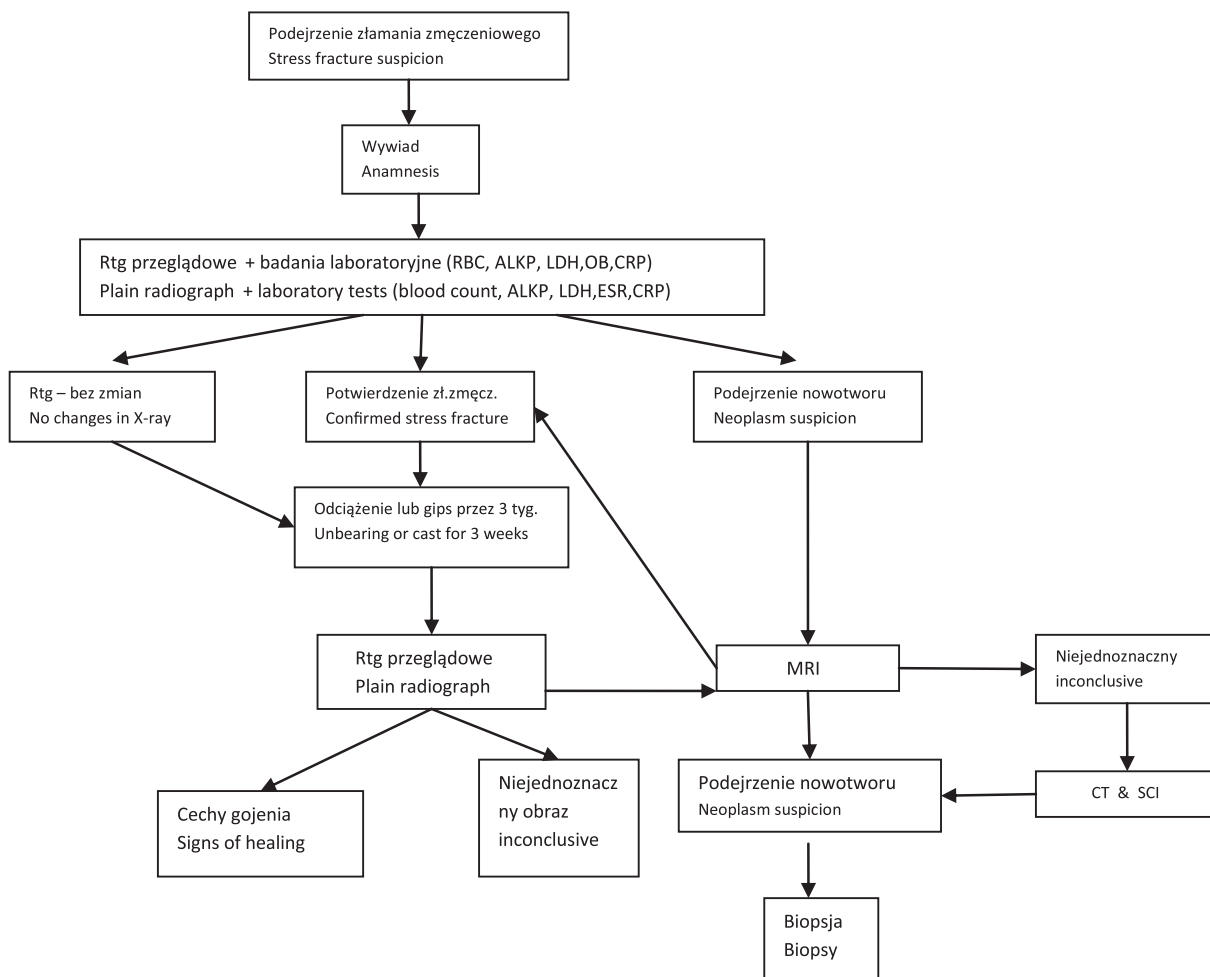 Podejrzenie złamania zmęczeniowego
Stress fracture suspicion
Wywiad
Anamnesis
Rtg przeglądowe + badania laboratoryjne (RBC, ALKP, LDH,OB,CRP)
Plain radiograph + laboratory tests (blood count, ALKP, LDH,ESR,CRP)
Rtg – bez zmian
No changes in X-ray
Potwierdzenie zł.zmęcz.
Confirmed stress fracture
Podejrzenie nowotworu
Neoplasm suspicion
Odciążenie lub gips przez 3 tyg.
Unbearing or cast for 3 weeks
Rtg przeglądowe
Plain radiograph
MRI
Niejednoznaczny
inconclusive
Cechy gojenia
Signs of healing
Niejednoznacz
ny obraz
inconclusive
Podejrzenie nowotworu
Neoplasm suspicion
CT & SCI
Biopsja
Biopsy